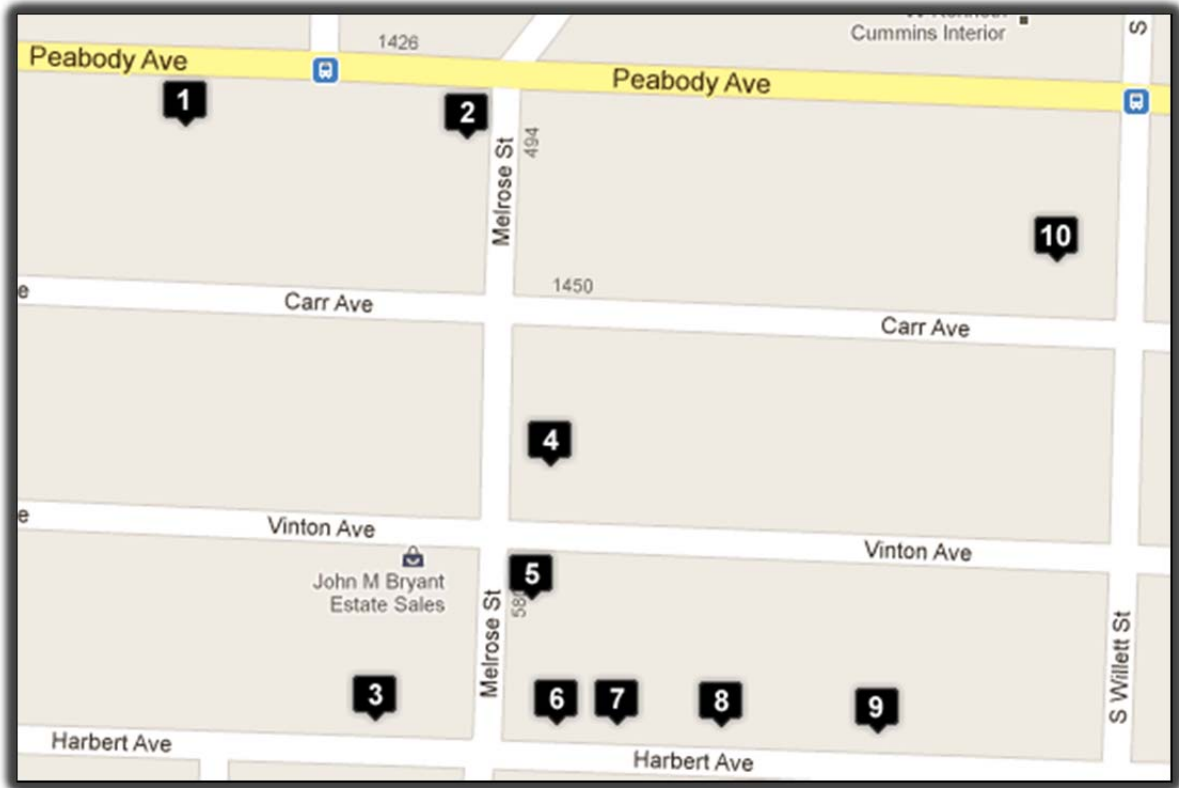 Cummins Interior
S
1426
Peabody Ave
Peabody Ave
1
2
494
Melrose St
10
e
Carr Ave
1450
Carr Ave
4
e
Vinton Ave
Vinton Ave
John M Bryant
Estate Sales
5
58
Melrose St
S Willett St
3
6
7
8
9
Harbert Ave
Harbert Ave